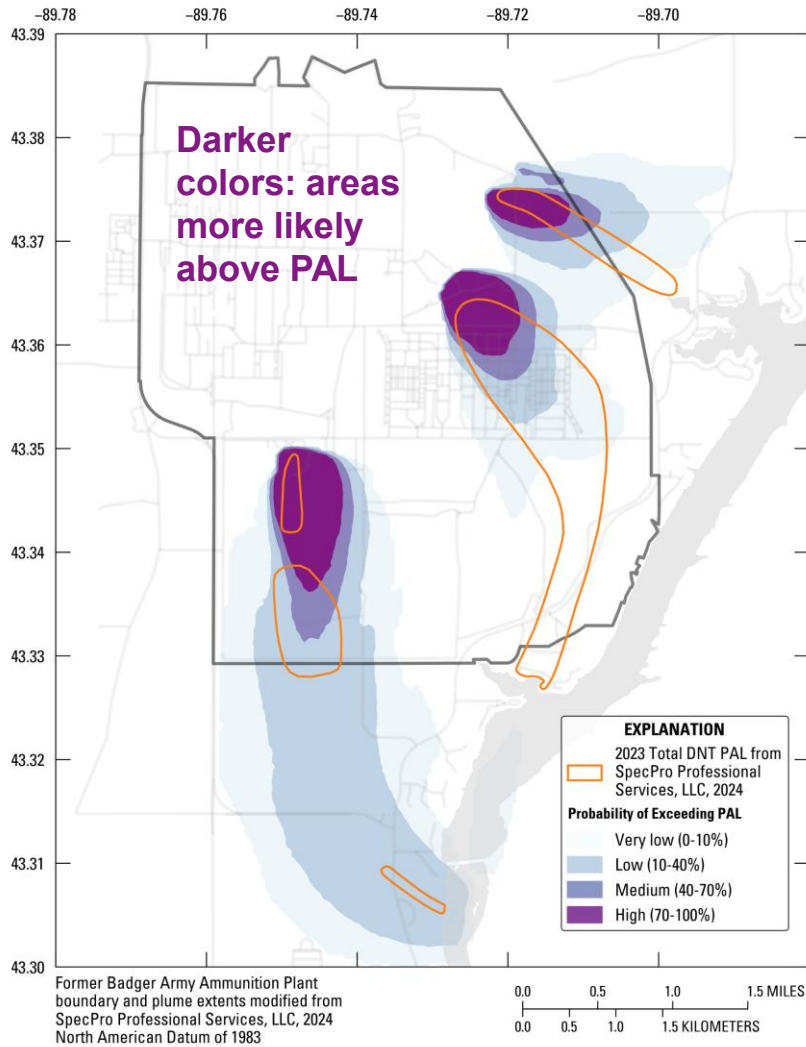 −89.78 −89.76 −89.74 −89.72 −89.70
43.39
43.38
43.37
43.36
43.35
43.34
43.33
43.32
43.31
43.30
Darker
colors: areas
more likely
above PAL
EXPLANATION
2023 Total DNT PAL from
SpecPro Professional
Services, LLC, 2024
Probability of Exceeding PAL
Very low (0-10%)
Low (10-40%)
Medium (40-70%)
High (70-100%)
Former Badger Army Ammunition Plant
boundary and plume extents modified from
SpecPro Professional Services, LLC, 2024
North American Datum of 1983
0.0 0.5 1.0 1.5 MILES
0.0 0.5 1.0 1.5 KILOMETERS